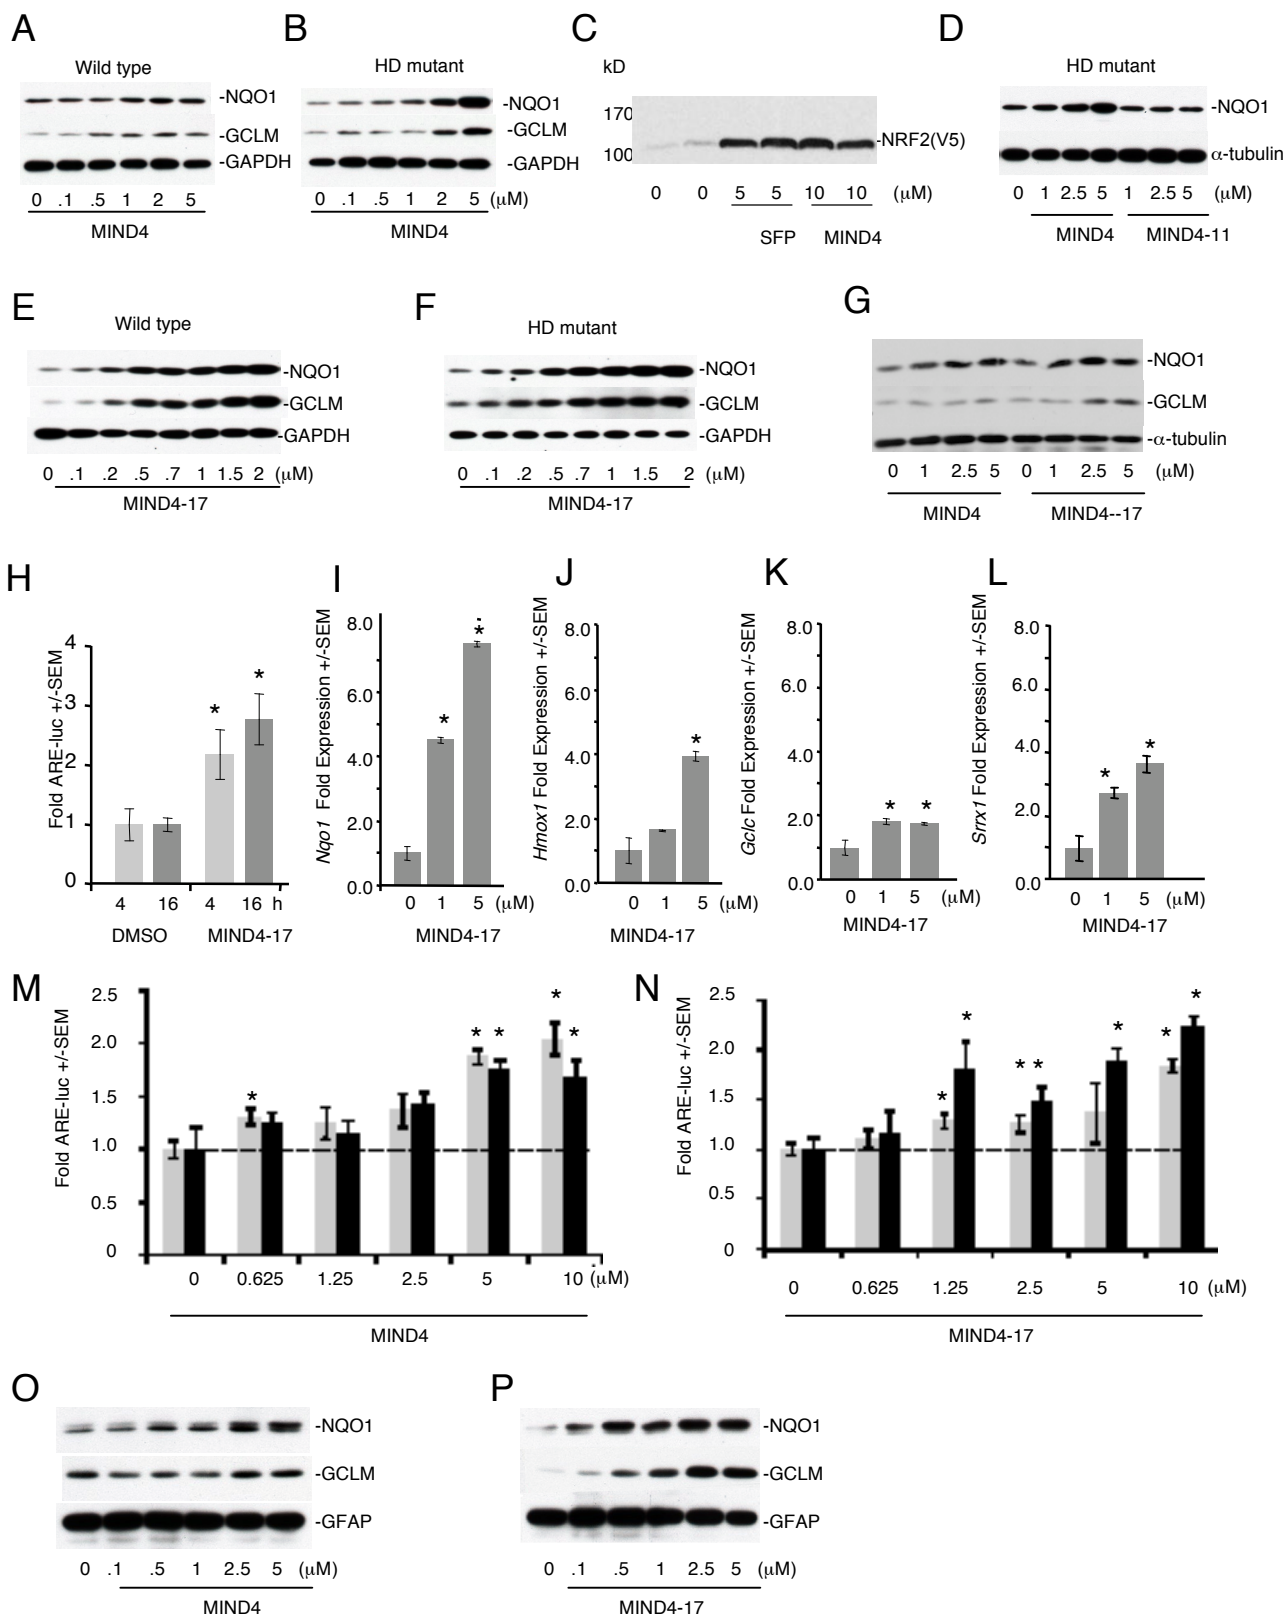 A
Wild type
-NQO1
-GCLM
-GAPDH
0 .1 .5 1 2 5 (μM)
MIND4
B
HD mutant
-NQO1
-GCLM
-GAPDH
0 .1 .5 1 2 5 (μM)
MIND4
C
kD
170
100
-NRF2(V5)
0 0 5 5 10 10 (μM)
SFP MIND4
D
HD mutant
-NQO1
α-tubulin
0 1 2.5 5 1 2.5 5 (μM)
MIND4 MIND4-11
E
Wild type
-NQO1
-GCLM
-GAPDH
0 .1 .2 .5 .7 1 1.5 2 (μM)
MIND4-17
F
HD mutant
-NQO1
-GCLM
-GAPDH
0 .1 .2 .5 .7 1 1.5 2 (μM)
MIND4-17
G
-NQO1
-GCLM
-α-tubulin
0 1 2.5 5 0 1 2.5 5 (μM)
MIND4 MIND4--17
H
Fold ARE-luc +/-SEM
4
3
2
1
0
* *
4 16 4 16 h
DMSO MIND4-17
I
Nqo1 Fold Expression +/-SEM
8.0
6.0
4.0
2.0
0.0
* *
0 1 5 (μM)
MIND4-17
J
Hmox1 Fold Expression +/-SEM
8.0
6.0
4.0
2.0
0.0
*
0 1 5 (μM)
MIND4-17
K
Gclc Fold Expression +/-SEM
8.0
6.0
4.0
2.0
0.0
* *
0 1 5 (μM)
MIND4-17
L
Srrx1 Fold Expression +/-SEM
8.0
6.0
4.0
2.0
0.0
* *
0 1 5 (μM)
MIND4-17
M
Fold ARE-luc +/-SEM
2.5
2.0
1.5
1.0
0.5
0
* * * * *
0 0.625 1.25 2.5 5 10 (μM)
MIND4
N
Fold ARE-luc +/-SEM
2.5
2.0
1.5
1.0
0.5
0
* * * * * * *
0 0.625 1.25 2.5 5 10 (μM)
MIND4-17
O
-NQO1
-GCLM
-GFAP
0 .1 .5 1 2.5 5 (μM)
MIND4
P
-NQO1
-GCLM
-GFAP
0 .1 .5 1 2.5 5 (μM)
MIND4-17